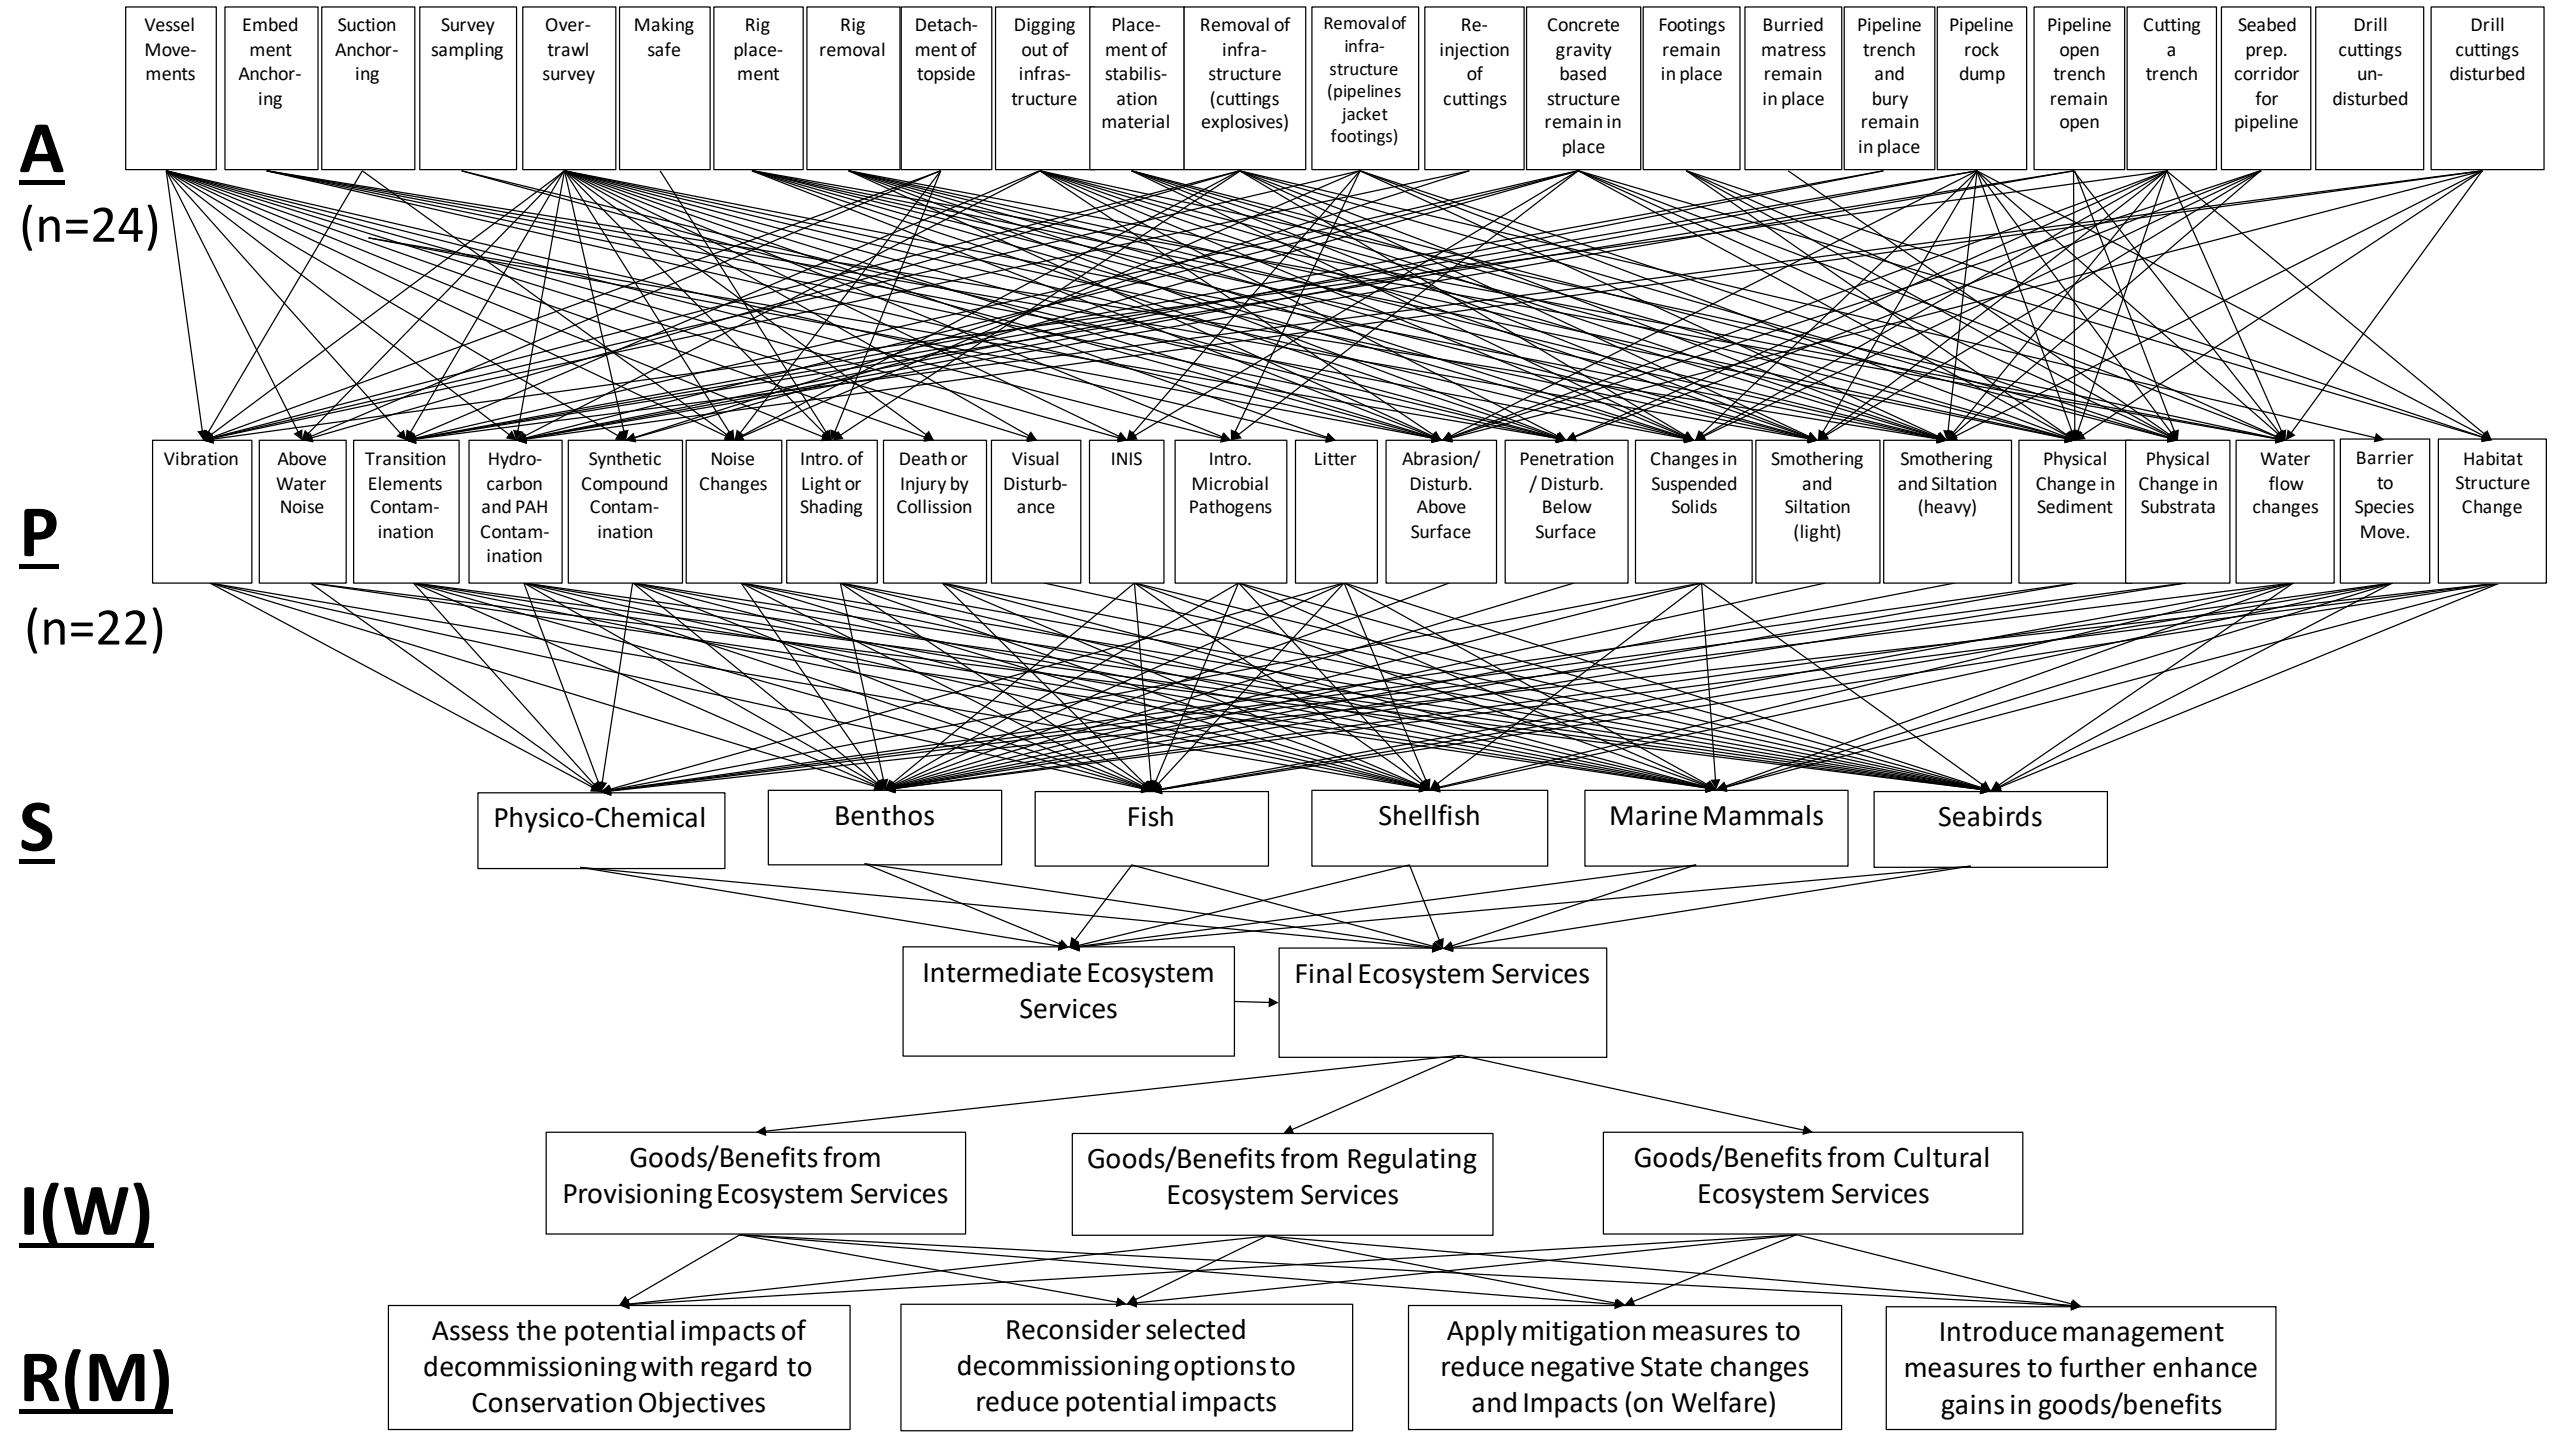 A
(n=24)
Vessel
Move-
ments
Embed
ment
Anchor-
ing
Suction
Anchor-
ing
Survey
sampling
Over-
trawl
survey
Making
safe
Rig
place-
ment
Rig
removal
Detach-
ment of
topside
Digging
out of
infras-
tructure
Place-
ment of
stabilis-
ation
material
Removal of
infra-
structure
(cuttings
explosives)
Removal of
infra-
structure
(pipelines
jacket
footings)
Re-
injection
of
cuttings
Concrete
gravity
based
structure
remain in
place
Footings
remain
in place
Burried
matress
remain
in place
Pipeline
trench
and
bury
remain
in place
Pipeline
rock
dump
Pipeline
open
trench
remain
open
Cutting
a
trench
Seabed
prep.
corridor
for
pipeline
Drill
cuttings
un-
disturbed
Drill
cuttings
disturbed
P
(n=22)
Vibration
Above
Water
Noise
Transition
Elements
Contam-
ination
Hydro-
carbon
and PAH
Contam-
ination
Synthetic
Compound
Contam-
ination
Noise
Changes
Intro. of
Light or
Shading
Death or
Injury by
Collission
Visual
Disturb-
ance
INIS
Intro.
Microbial
Pathogens
Litter
Abrasion/
Disturb.
Above
Surface
Penetration
/ Disturb.
Below
Surface
Changes in
Suspended
Solids
Smothering
and
Siltation
(light)
Smothering
and Siltation
(heavy)
Physical
Change in
Sediment
Physical
Change in
Substrata
Water
flow
changes
Barrier
to
Species
Move.
Habitat
Structure
Change
S
Physico-Chemical
Benthos
Fish
Shellfish
Marine Mammals
Seabirds
Intermediate Ecosystem
Services
Final Ecosystem Services
I(W)
Goods/Benefits from
Provisioning Ecosystem Services
Goods/Benefits from Regulating
Ecosystem Services
Goods/Benefits from Cultural
Ecosystem Services
R(M)
Assess the potential impacts of
decommissioning with regard to
Conservation Objectives
Reconsider selected
decommissioning options to
reduce potential impacts
Apply mitigation measures to
reduce negative State changes
and Impacts (on Welfare)
Introduce management
measures to further enhance
gains in goods/benefits